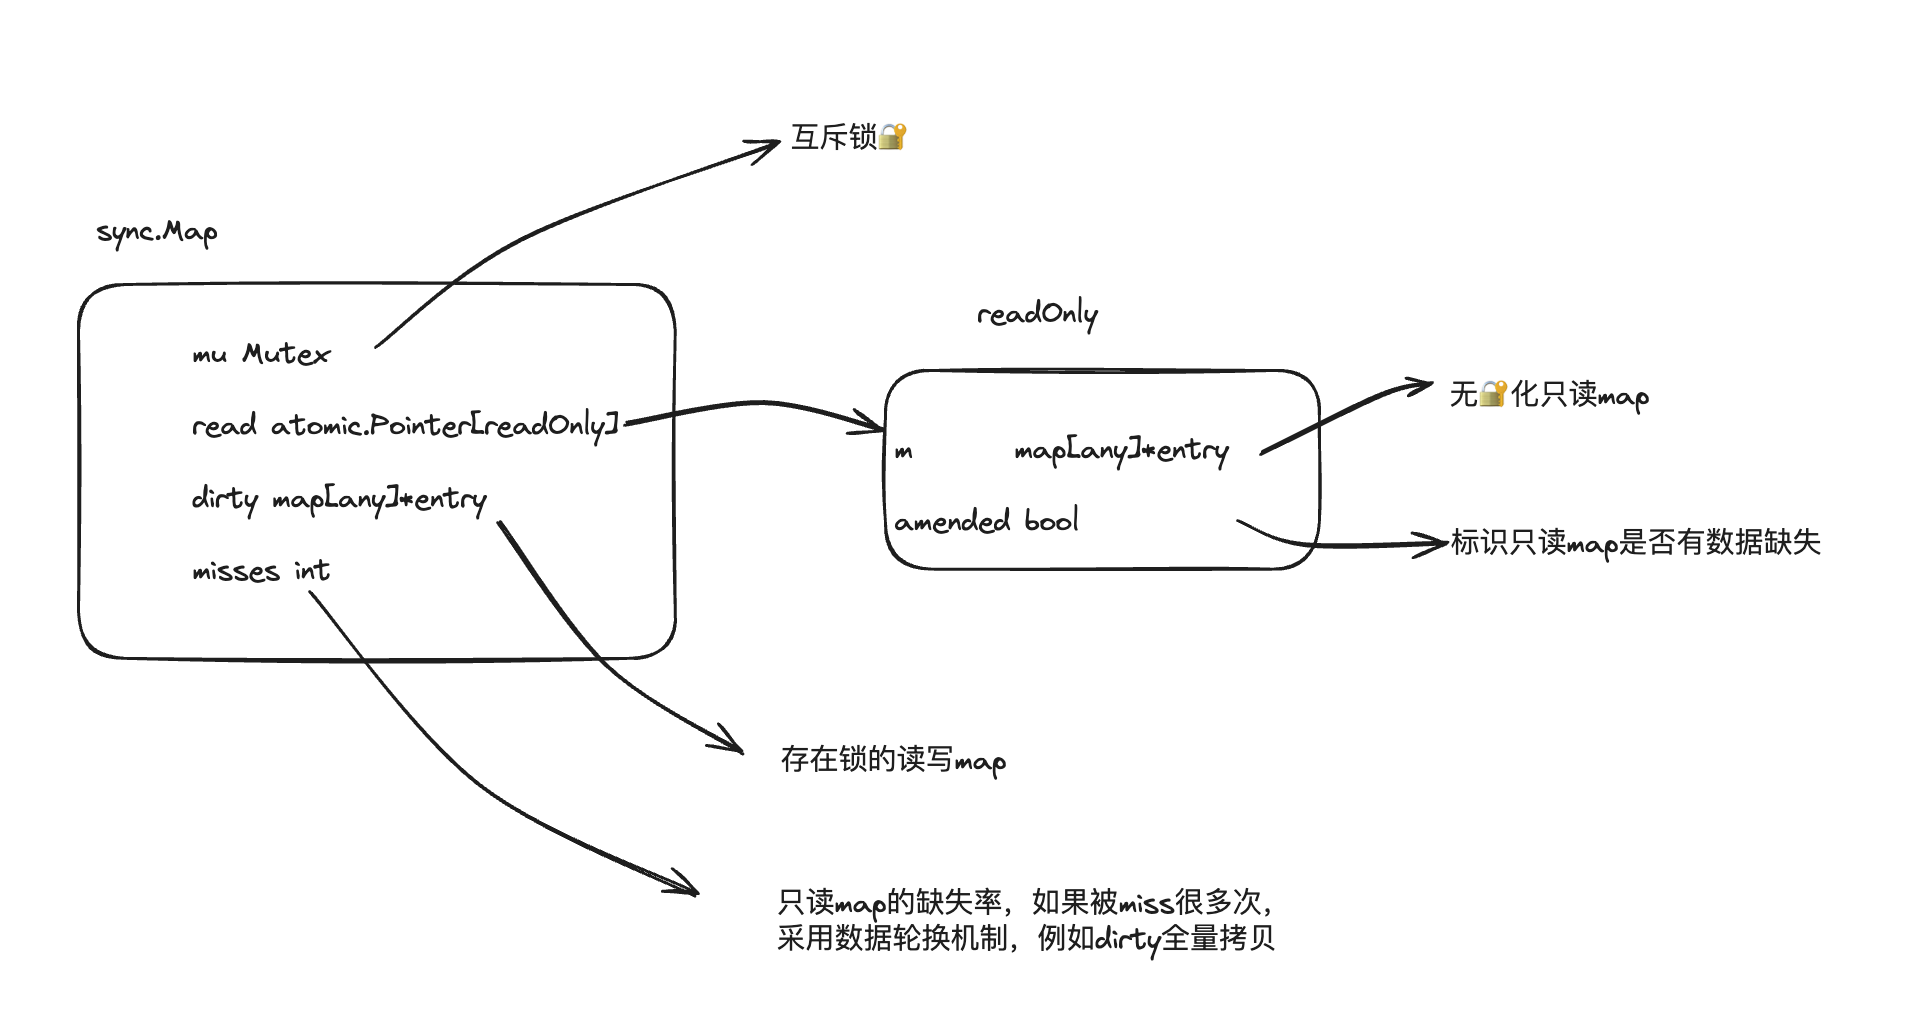 互斥锁🔐
sync.Map
mu Mutex
read atomic.Pointer[readOnly]
dirty map[any]*entry
misses int
readOnly
m map[any]*entry
amended bool
无🔐化只读map
标识只读map是否有数据缺失
存在锁的读写map
只读map的缺失率，如果被miss很多次，
采用数据轮换机制，例如dirty全量拷贝